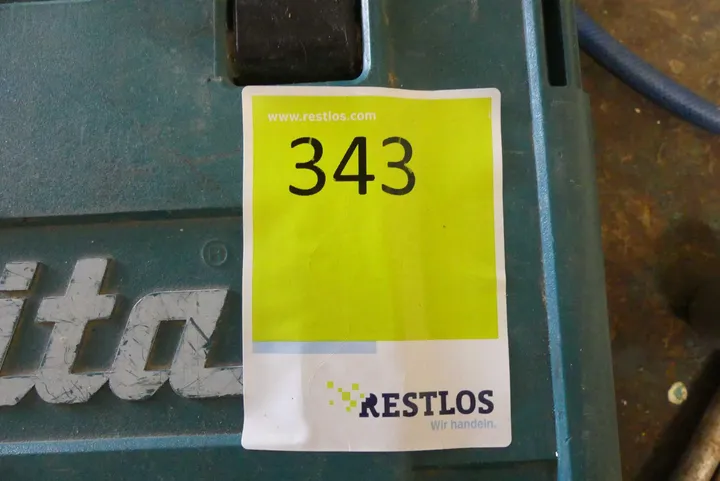 www.restlos.com
343
ita
®
RESTLOS
Wir handeln.